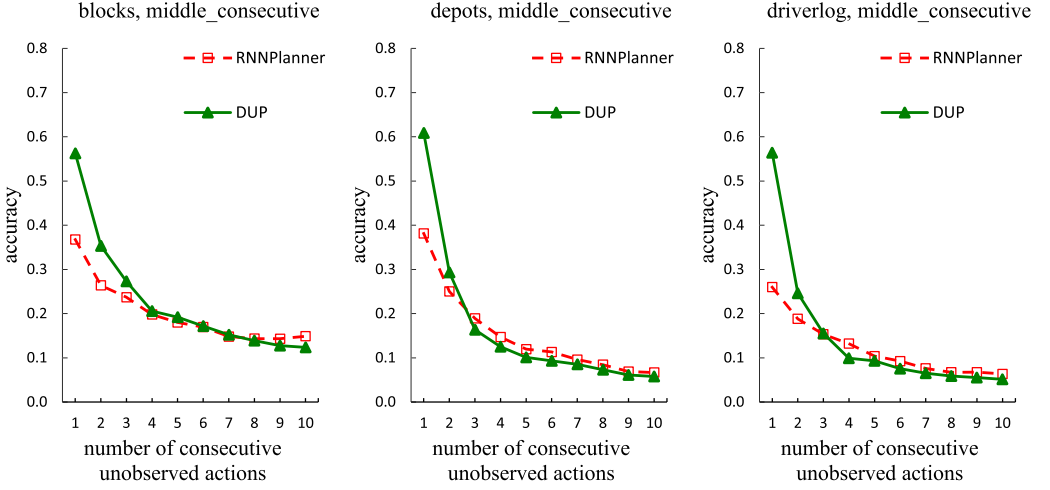 blocks, middle_consecutive
0.8
0.7
0.6
0.5
0.4
0.3
0.2
0.1
0.0
accuracy
RNNPlanner
DUP
1 2 3 4 5 6 7 8 9 10
number of consecutive
unobserved actions
depots, middle_consecutive
0.8
0.7
0.6
0.5
0.4
0.3
0.2
0.1
0.0
accuracy
RNNPlanner
DUP
1 2 3 4 5 6 7 8 9 10
number of consecutive
unobserved actions
driverlog, middle_consecutive
0.8
0.7
0.6
0.5
0.4
0.3
0.2
0.1
0.0
accuracy
RNNPlanner
DUP
1 2 3 4 5 6 7 8 9 10
number of consecutive
unobserved actions